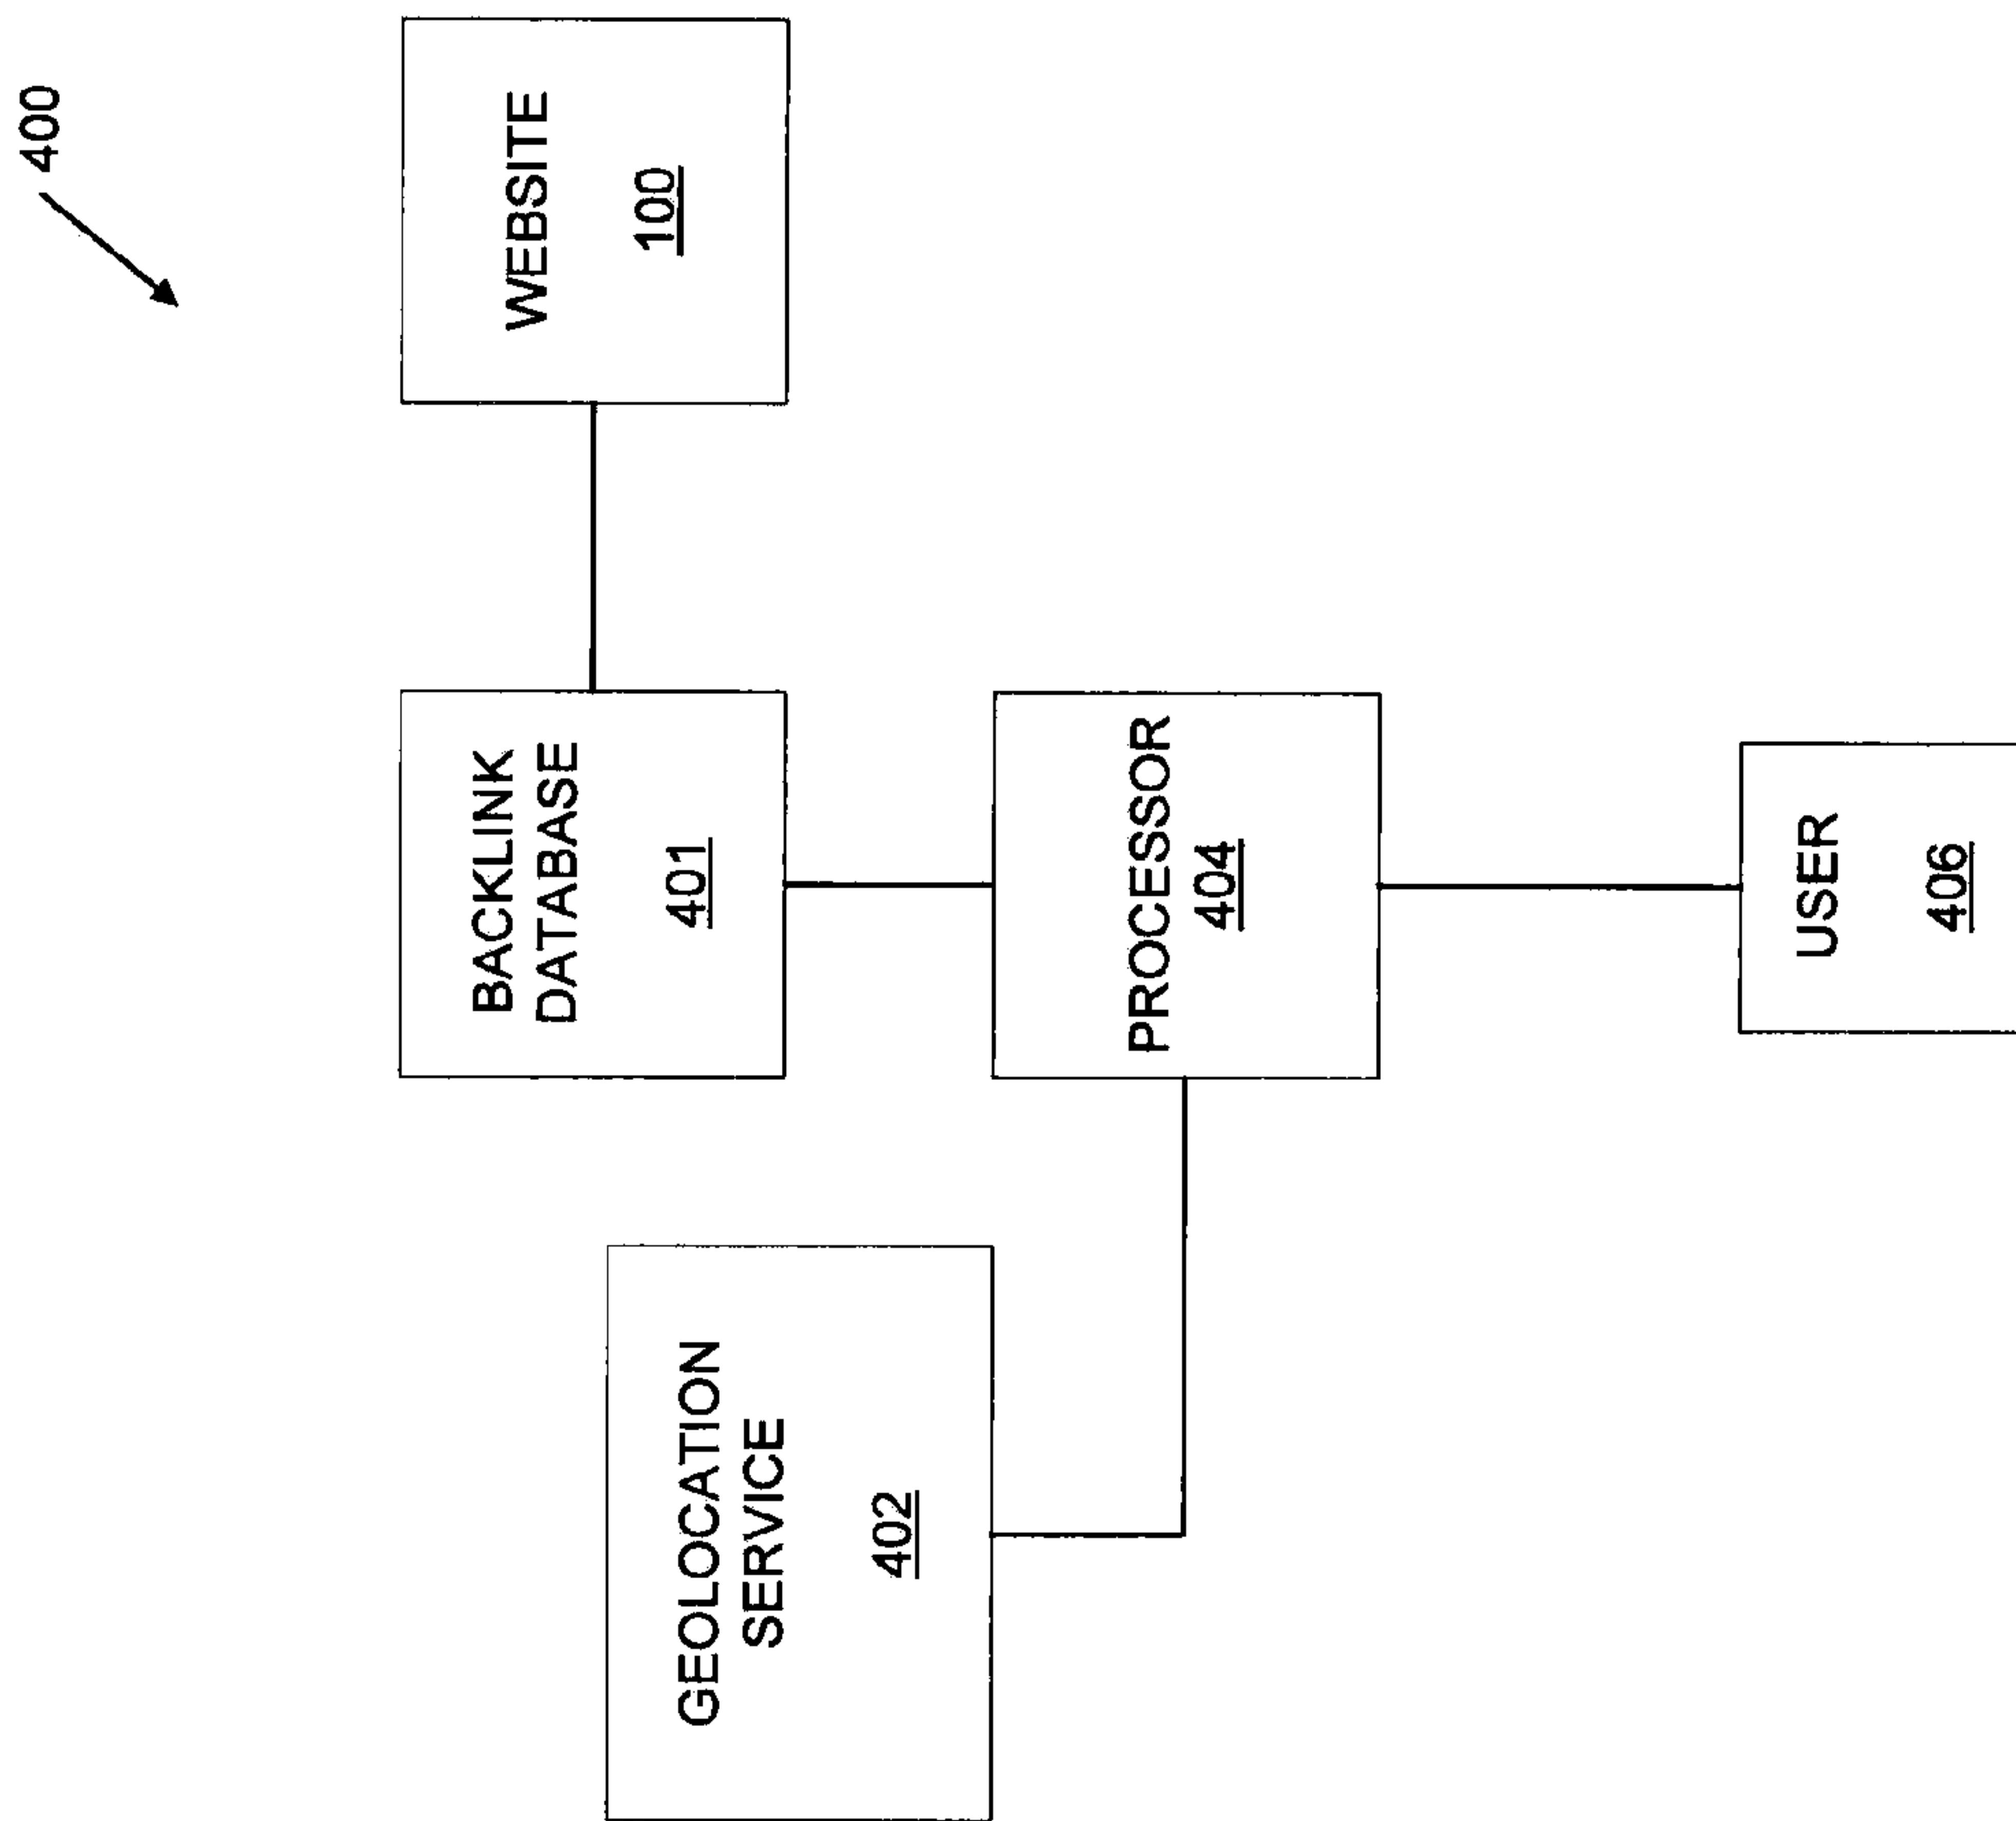 400
WEBSITE
100
BACKLINK
DATABASE
401
PROCESSOR
404
GEOLOCATION
SERVICE
402
USER
406